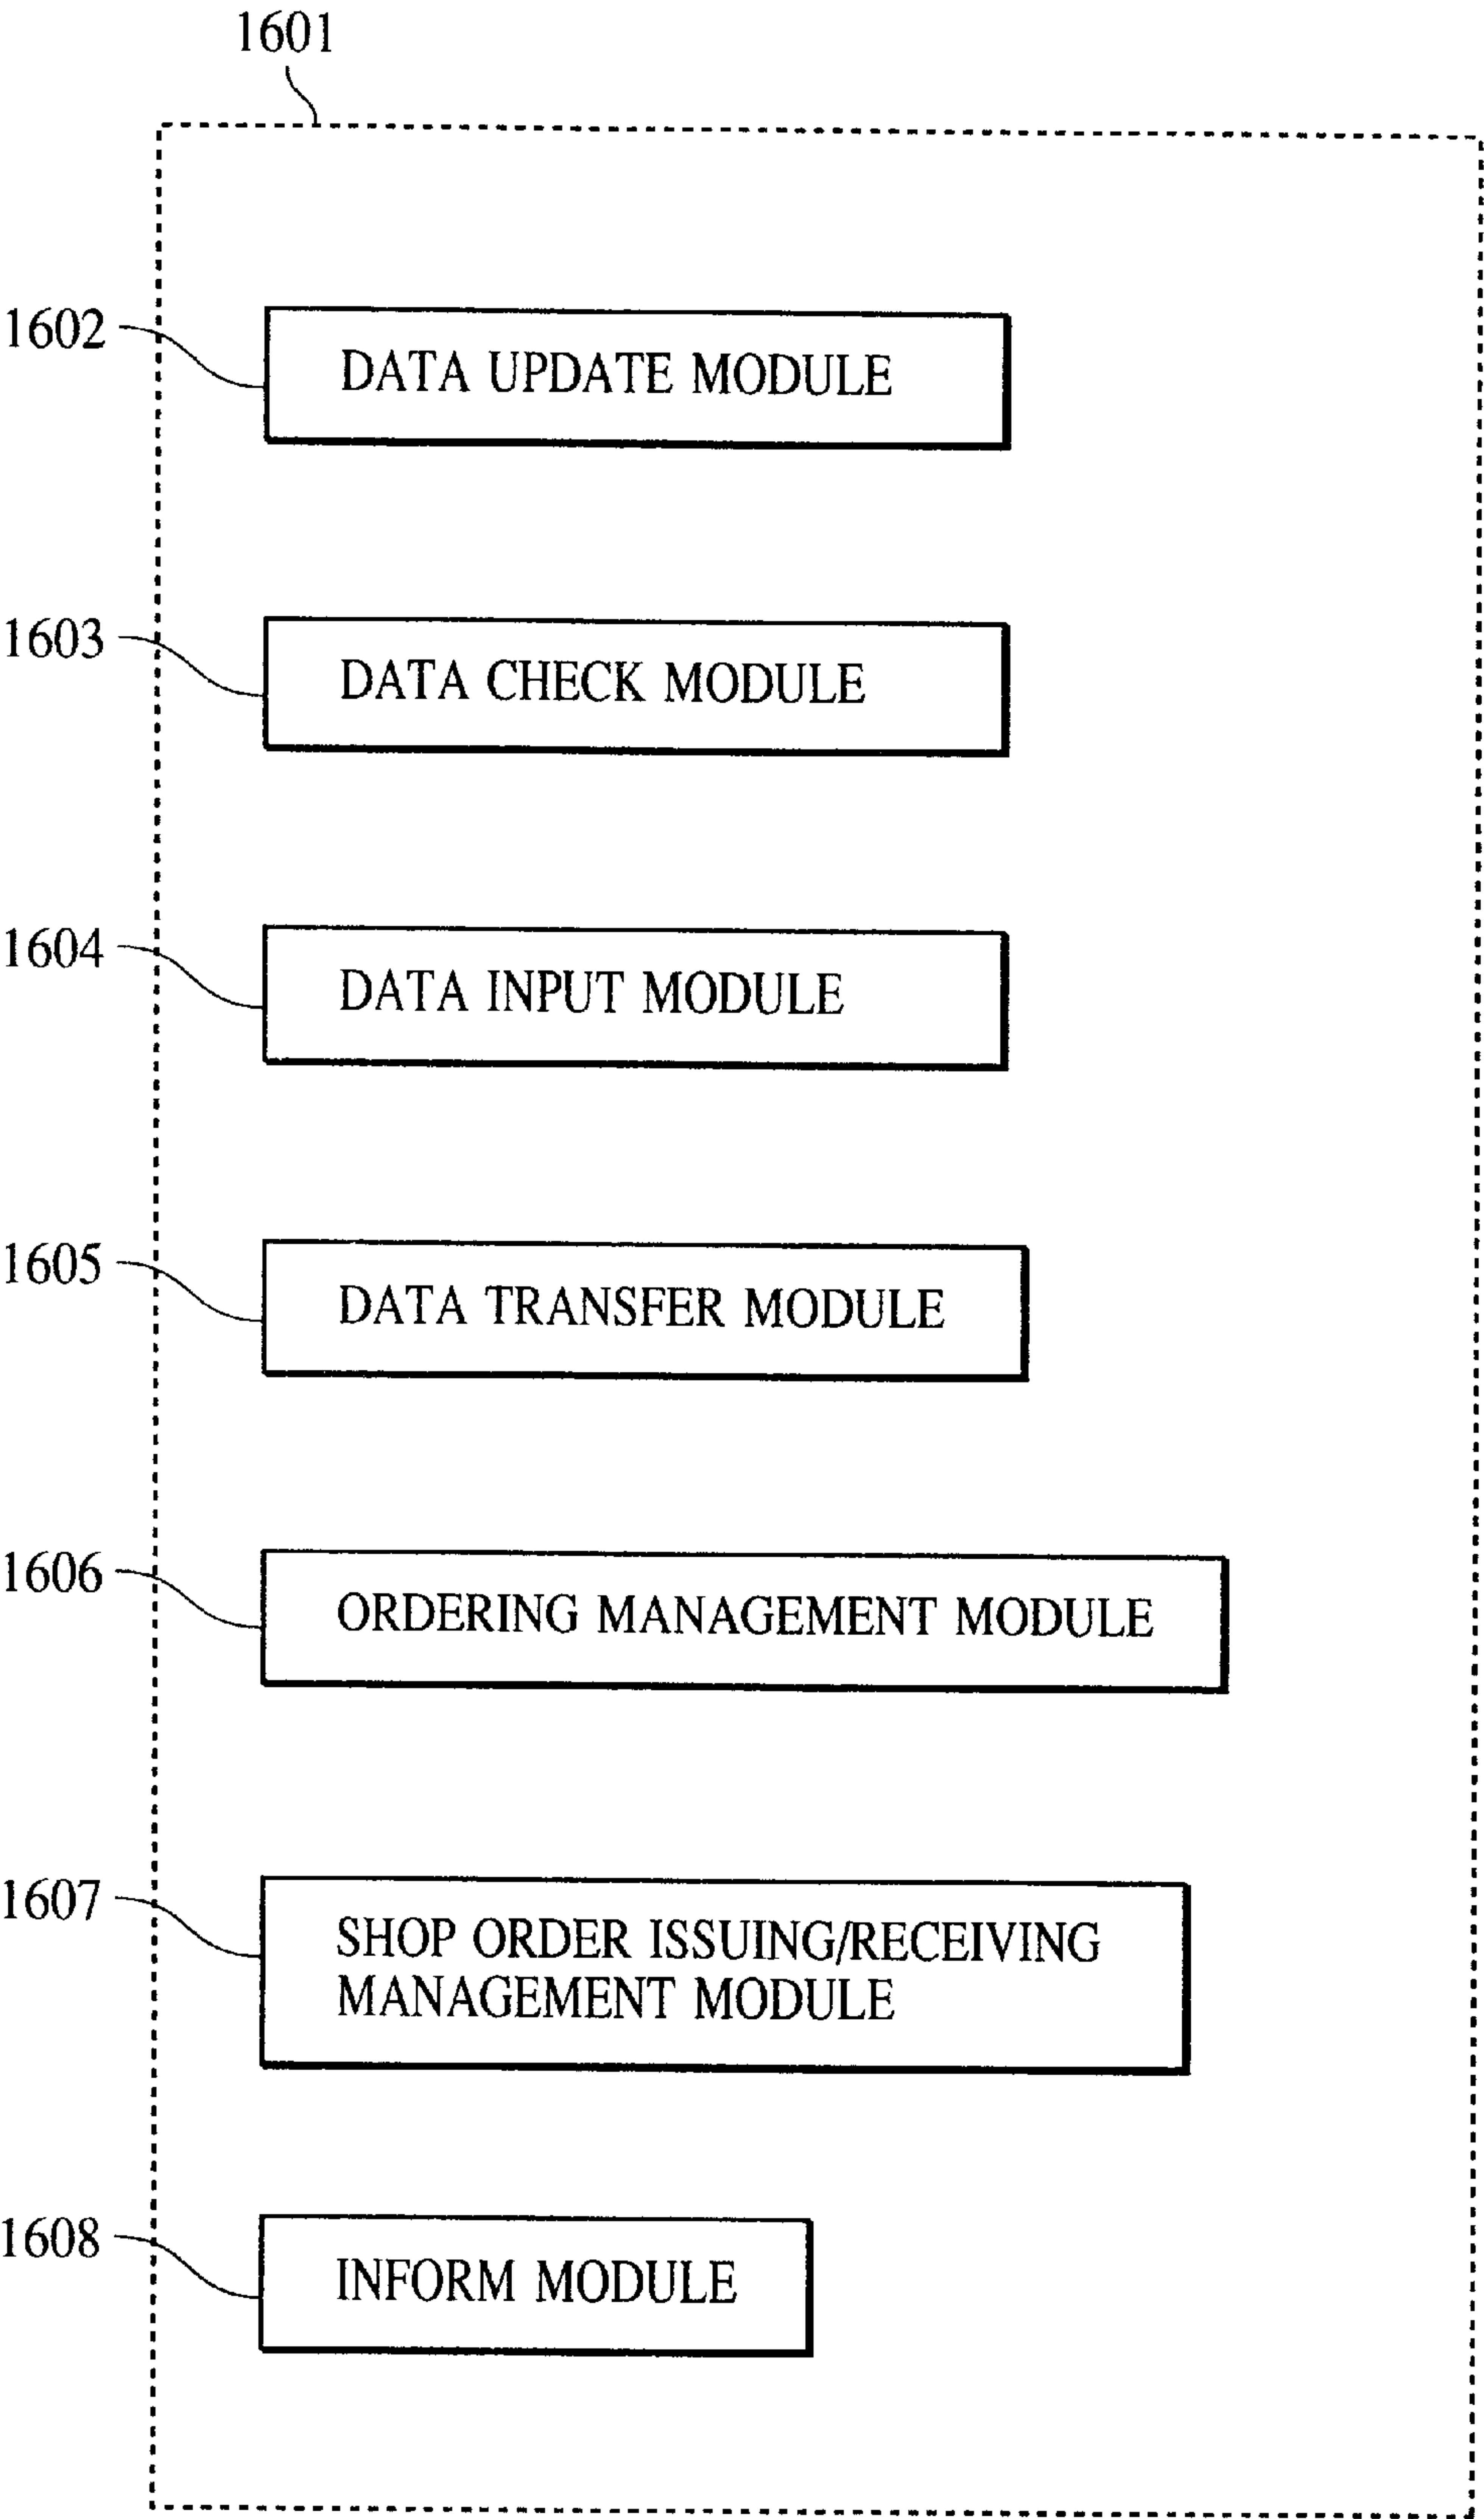 1601
1602
DATA UPDATE MODULE
1603
DATA CHECK MODULE
1604
DATA INPUT MODULE
1605
DATA TRANSFER MODULE
1606
ORDERING MANAGEMENT MODULE
1607
SHOP ORDER ISSUING/RECEIVING
MANAGEMENT MODULE
1608
INFORM MODULE